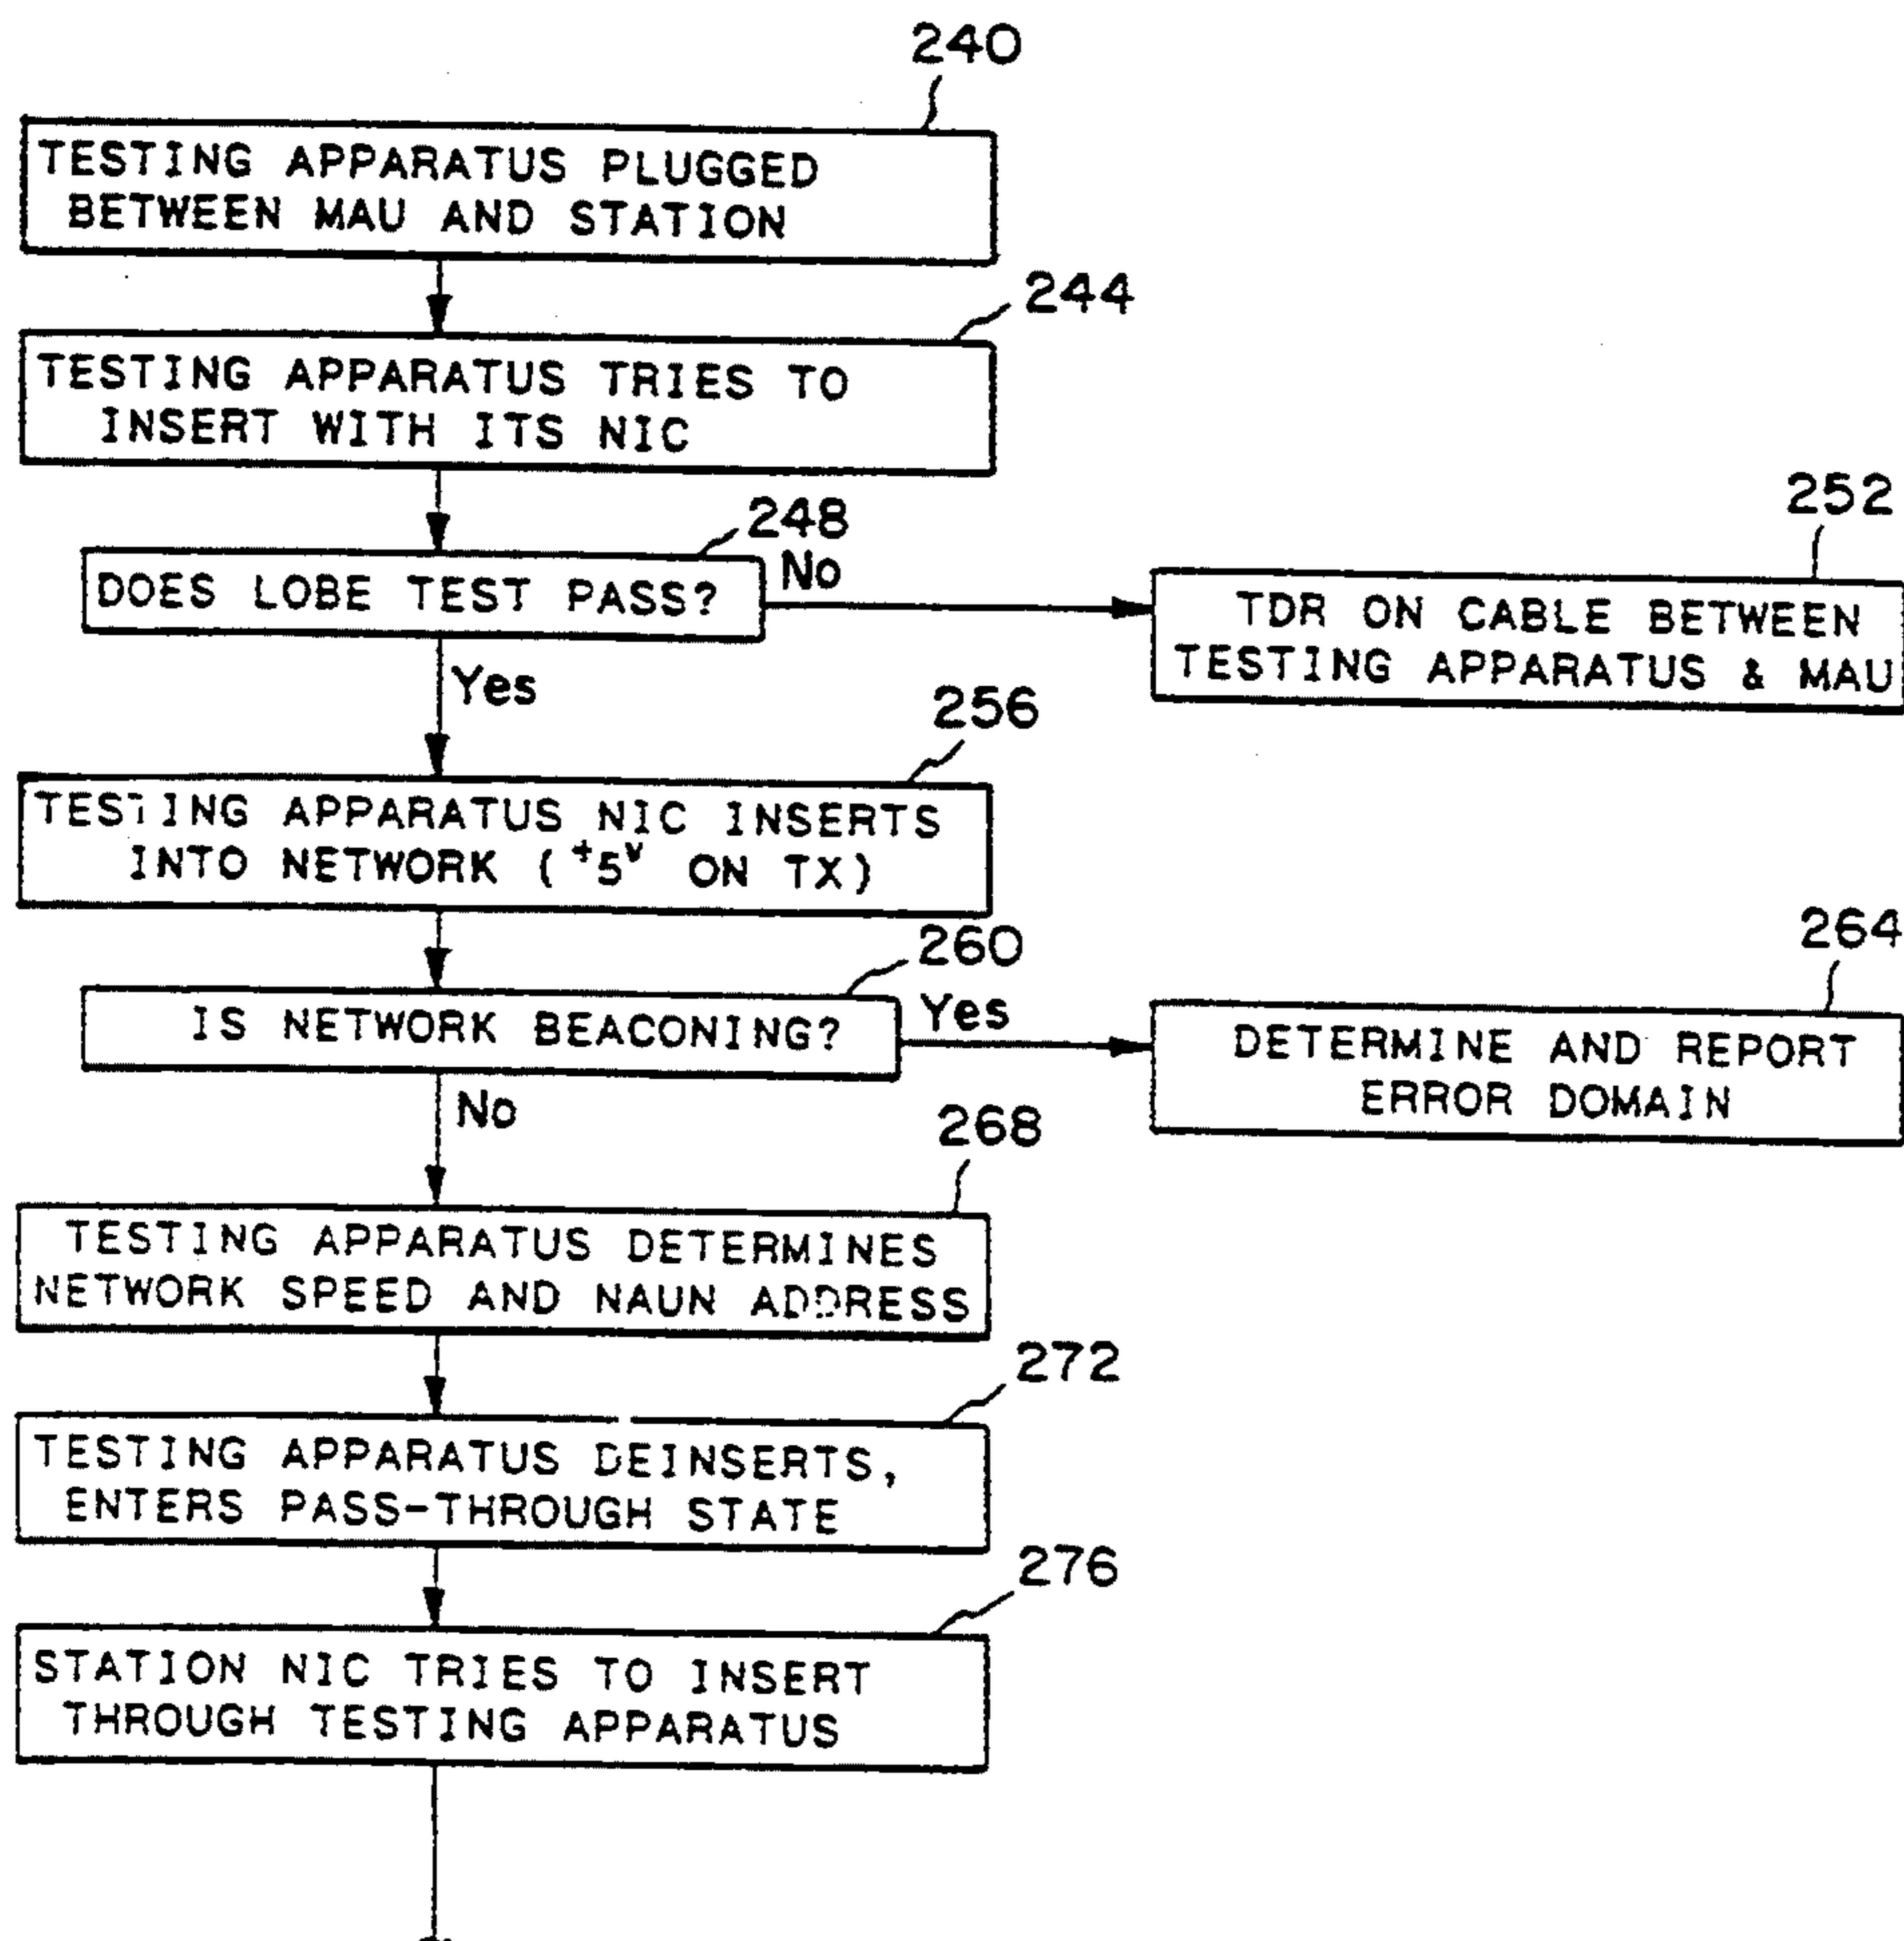 240
TESTING APPARATUS PLUGGED
BETWEEN MAU AND STATION
244
TESTING APPARATUS TRIES TO
INSERT WITH ITS NIC
248
DOES LOBE TEST PASS?
No
252
TDR ON CABLE BETWEEN
TESTING APPARATUS & MAU
Yes
256
TESTING APPARATUS NIC INSERTS
INTO NETWORK (+5V ON TX)
260
IS NETWORK BEACONING?
Yes
264
DETERMINE AND REPORT
ERROR DOMAIN
No
268
TESTING APPARATUS DETERMINES
NETWORK SPEED AND NAUN ADDRESS
272
TESTING APPARATUS DEINSERTS,
ENTERS PASS-THROUGH STATE
276
STATION NIC TRIES TO INSERT
THROUGH TESTING APPARATUS